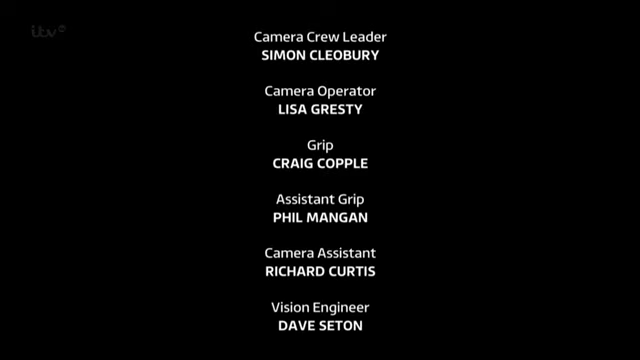 itv
Camera Crew Leader
SIMON CLEOBURY
Camera Operator
LISA GRESTY
Grip
CRAIG COPPLE
Assistant Grip
PHIL MANGAN
Camera Assistant
RICHARD CURTIS
Vision Engineer
DAVE SETON